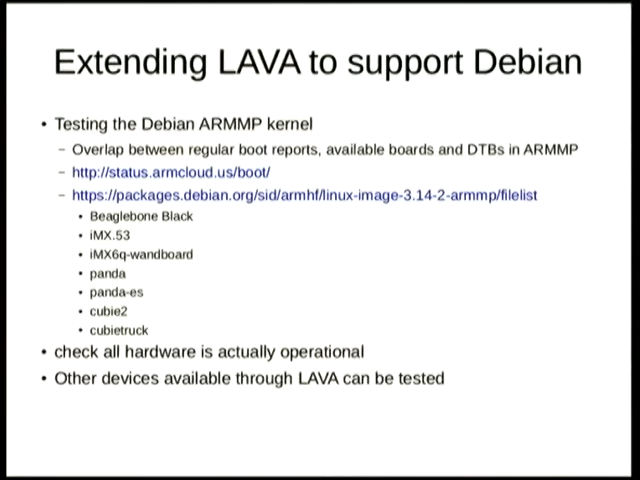 Extending LAVA to support Debian
• Testing the Debian ARMMP kernel
– Overlap between regular boot reports, available boards and DTBs in ARMMP
– http://status.armcloud.us/boot/
– https://packages.debian.org/sid/armhf/linux-image-3.14-2-armmp/filelist
• Beaglebone Black
• iMX.53
• iMX6q-wandboard
• panda
• panda-es
• cubie2
• cubietruck
• check all hardware is actually operational
• Other devices available through LAVA can be tested